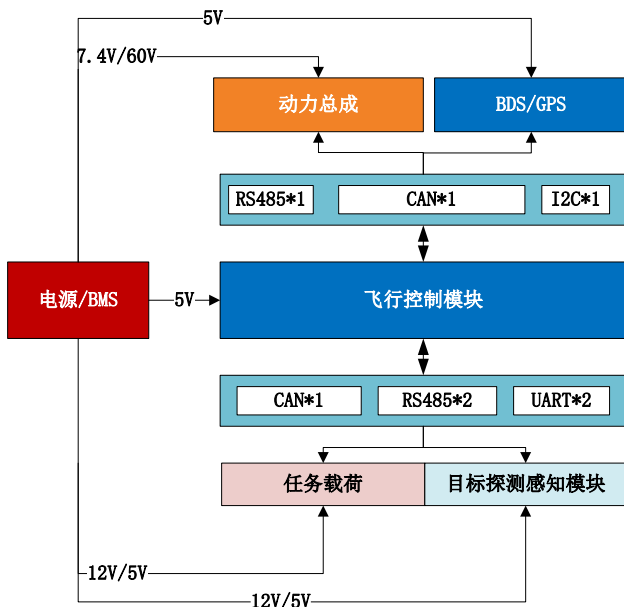 5V
7.4V/60V
动力总成
BDS/GPS
RS485*1
CAN*1
I2C*1
电源/BMS
5V
飞行控制模块
CAN*1
RS485*2
UART*2
任务载荷
目标探测感知模块
12V/5V
12V/5V